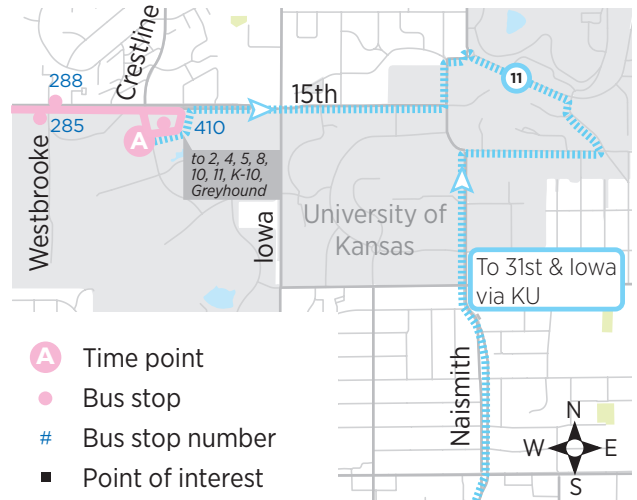 288
Crestline
11
15th
285
410
A
to 2, 4, 5, 8,
10, 11, K-10,
Greyhound
Westbrooke
Iowa
University of
Kansas
To 31st & Iowa
via KU
Naismith
A Time point
Bus stop
# Bus stop number
Point of interest
N
W E
S